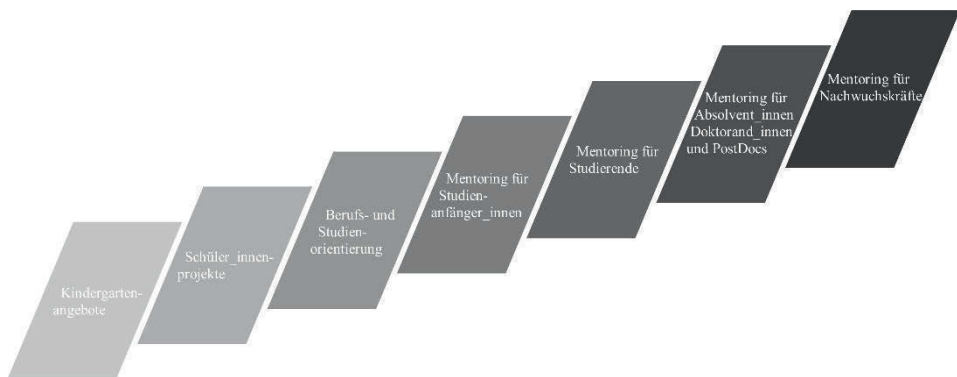 Kindergarten-
angebote
Schüler_innen-
projekte
Berufs- und
Studien-
orientierung
Mentoring für
Studien-
anfänger_innen
Mentoring für
Studierende
Mentoring für
Absolvent_innen
Doktorand_innen
und PostDocs
Mentoring für
Nachwuchskräfte